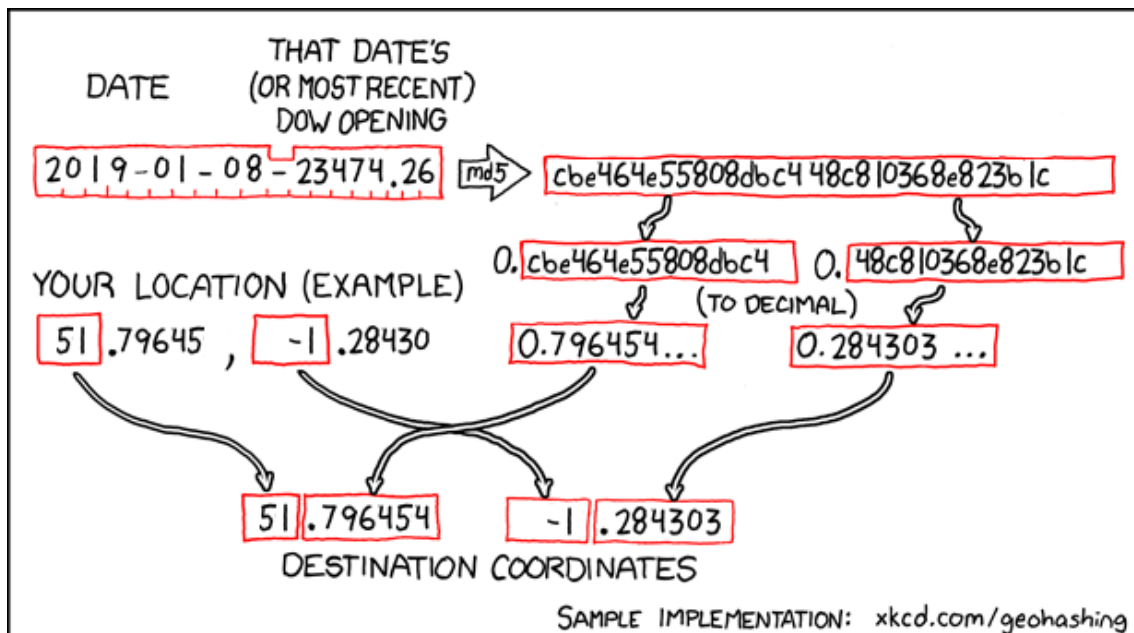 DATE
THAT DATE'S
(OR MOST RECENT)
DOW OPENING
2019-01-08-23474.26
md5
cbe464e55808dbc448c810368e823b1c
0.cbe464e55808dbc4
0.48c810368e823b1c
(TO DECIMAL)
YOUR LOCATION (EXAMPLE)
51.79645, -1.28430
0.796454...
0.284303...
51.796454
-1.284303
DESTINATION COORDINATES
SAMPLE IMPLEMENTATION: xkcd.com/geohashing